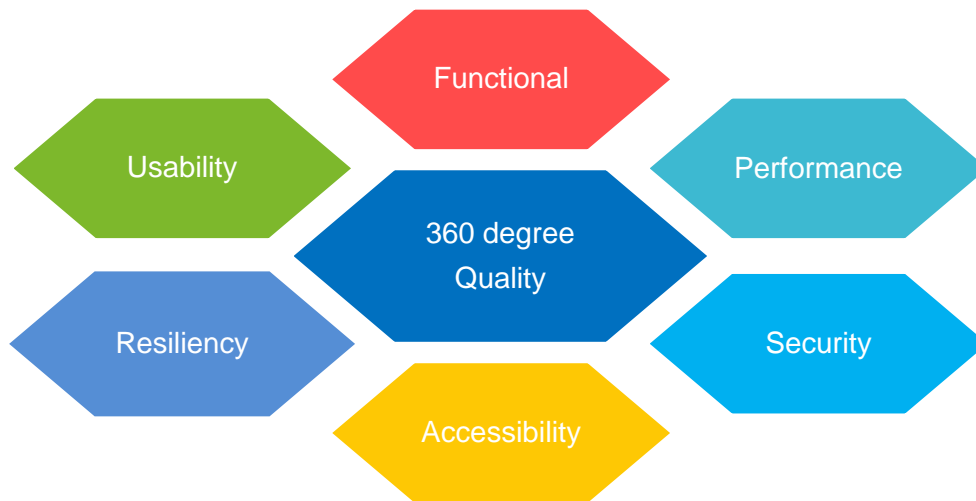 Functional
Usability
Performance
360 degree
Quality
Resiliency
Security
Accessibility